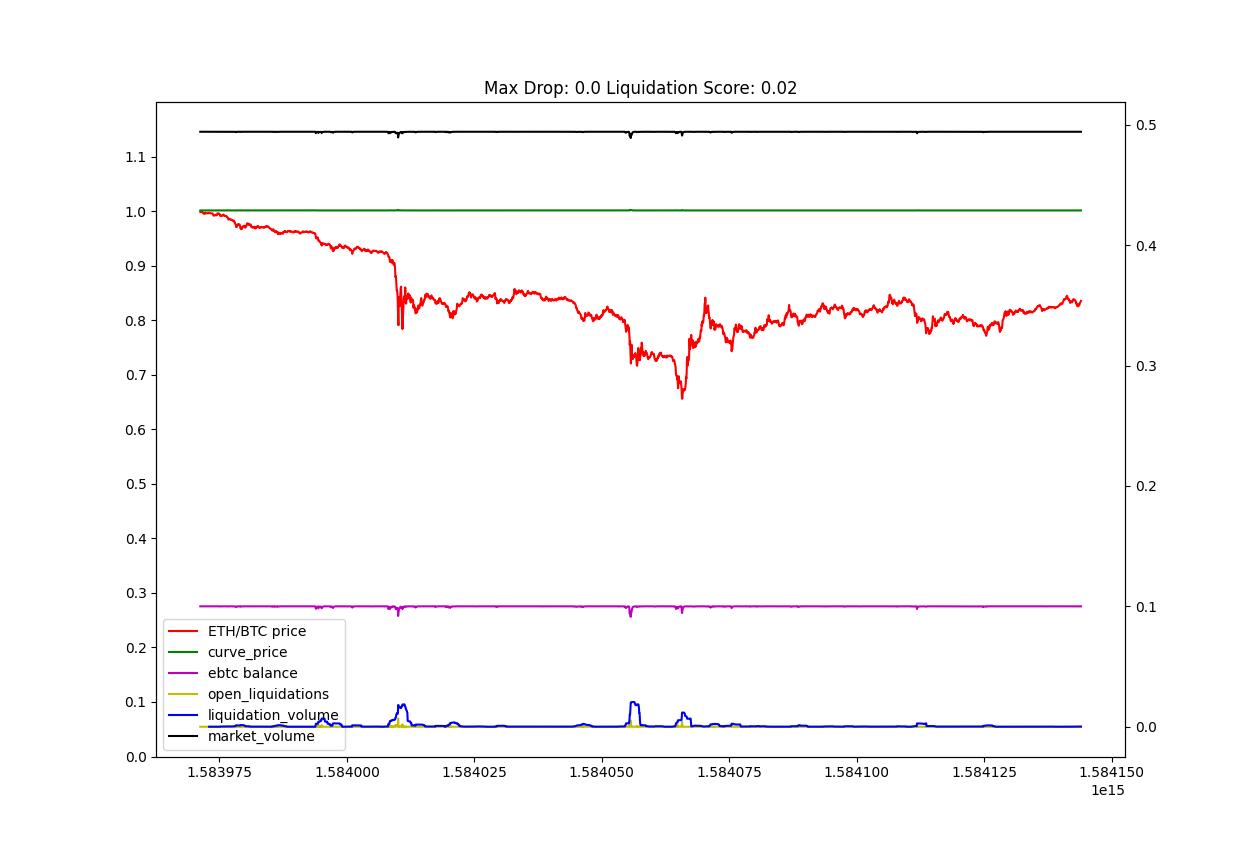 Max Drop: 0.0 Liquidation Score: 0.02
1.1
1.0
0.9
0.8
0.7
0.6
0.5
0.4
0.3
0.2
0.1
0.0
0.5
0.4
0.3
0.2
0.1
0.0
ETH/BTC price
curve_price
ebtc balance
open_liquidations
liquidation_volume
market_volume
1.583975 1.584000 1.584025 1.584050 1.584075 1.584100 1.584125 1.584150
1e15